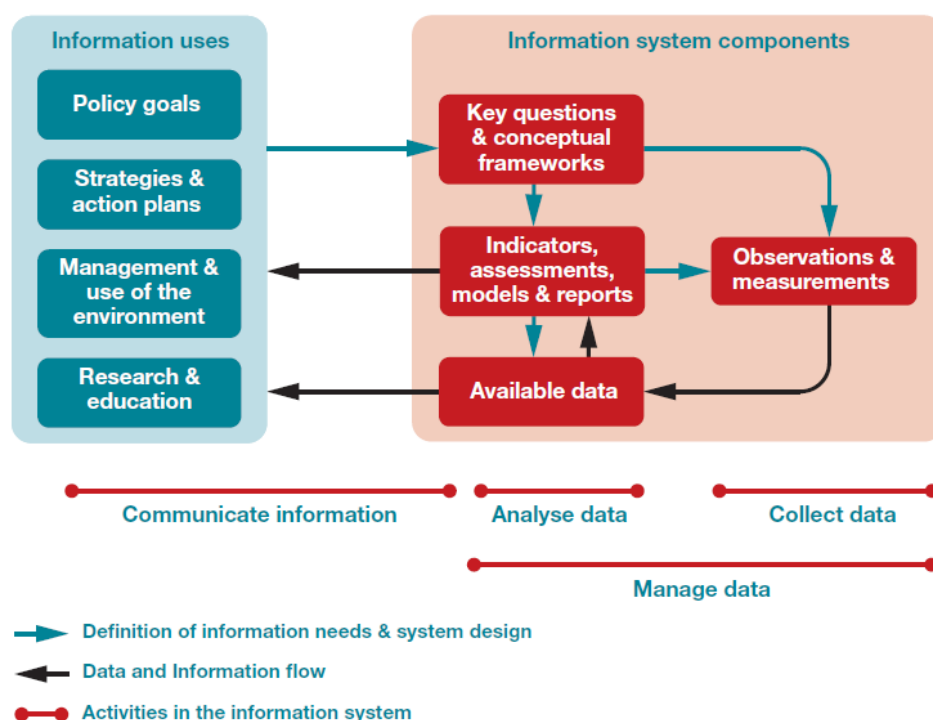 Information uses
Policy goals
Strategies &
action plans
Management &
use of the
environment
Research &
education
Information system components
Key questions
& conceptual
frameworks
Indicators,
assessments,
models & reports
Available data
Observations &
measurements
Communicate information
Analyse data
Collect data
Manage data
Definition of information needs & system design
Data and Information flow
Activities in the information system